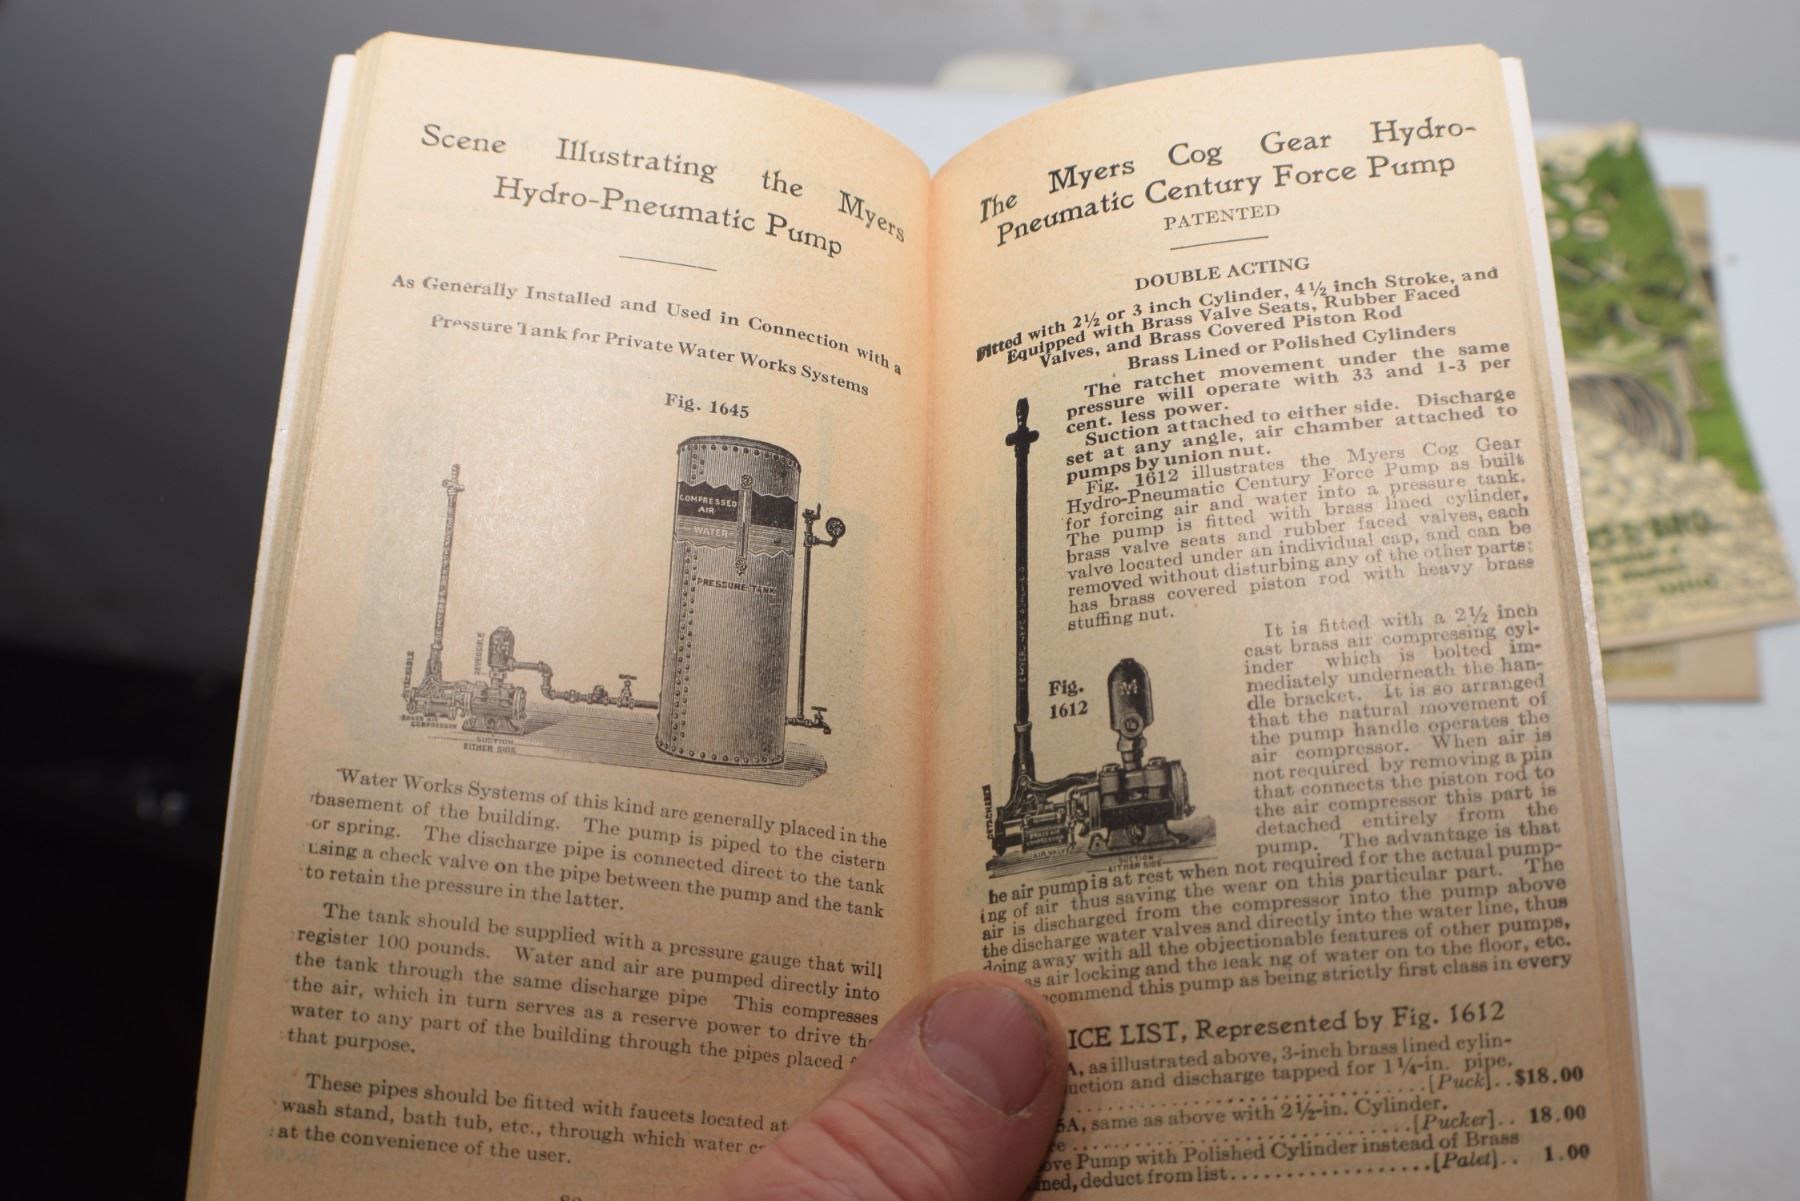 Scene Illustrating the Myers
Hydro-Pneumatic Pump
As Generally Installed and Used in Connection with a
Pressure Tank for Private Water Works Systems
Fig. 1645
COMPRESSED
AIR
WATER
PRESSURE TANK
SUCTION
EITHER SIDE
Water Works Systems of this kind are generally placed in the
basement of the building. The pump is piped to the cistern
or spring. The discharge pipe is connected direct to the tank
using a check valve on the pipe between the pump and the tank
to retain the pressure in the latter.
The tank should be supplied with a pressure gauge that will
register 100 pounds. Water and air are pumped directly into
the tank through the same discharge pipe This compresses
the air, which in turn serves as a reserve power to drive the
water to any part of the building through the pipes placed
that purpose.
These pipes should be fitted with faucets located at
wash stand, bath tub, etc., through which water
at the convenience of the user.
The Myers Cog Gear Hydro-
Pneumatic Century Force Pump
PATENTED
DOUBLE ACTING
Fitted with 2½ or 3 inch Cylinder, 4½ inch Stroke, and
Equipped with Brass Valve Seats, Rubber Faced
Valves, and Brass Covered Piston Rod
Brass Lined or Polished Cylinders
The ratchet movement under the same
pressure will operate with 33 and 1-3 per
cent. less power.
Suction attached to either side. Discharge
set at any angle, air chamber attached to
pumps by union nut.
Fig. 1612 illustrates the Myers Cog Gear
Hydro-Pneumatic Century Force Pump as built
for forcing air and water into a pressure tank.
The pump is fitted with brass lined cylinder,
brass valve seats and rubber faced valves, each
valve located under an individual cap, and can be
removed without disturbing any of the other parts;
has brass covered piston rod with heavy brass
stuffing nut.
It is fitted with a 2½ inch
cast brass air compressing cyl-
inder which is bolted im-
mediately underneath the han-
dle bracket. It is so arranged
that the natural movement of
the pump handle operates the
air compressor. When air is
not required by removing a pin
that connects the piston rod to
the air compressor this part is
detached entirely from the
pump. The advantage is that
Fig.
1612
M
DETACHABLE
AIR VALVE
SUCTION
EITHER SIDE
he air pump is at rest when not required for the actual pump-
ing of air thus saving the wear on this particular part. The
air is discharged from the compressor into the pump above
the discharge water valves and directly into the water line, thus
doing away with all the objectionable features of other pumps,
as air locking and the leak ng of water on to the floor, etc.
ecommend this pump as being strictly first class in every
ICE LIST, Represented by Fig. 1612
A, as illustrated above, 3-inch brass lined cylin-
uction and discharge tapped for 1¼-in. pipe.
[Puck]..$18.00
5A, same as above with 2½-in. Cylinder.
ce [Pucker].. 18.00
ove Pump with Polished Cylinder instead of Brass
ned, deduct from list [Palet].. 1.00
BRO.
OHIO